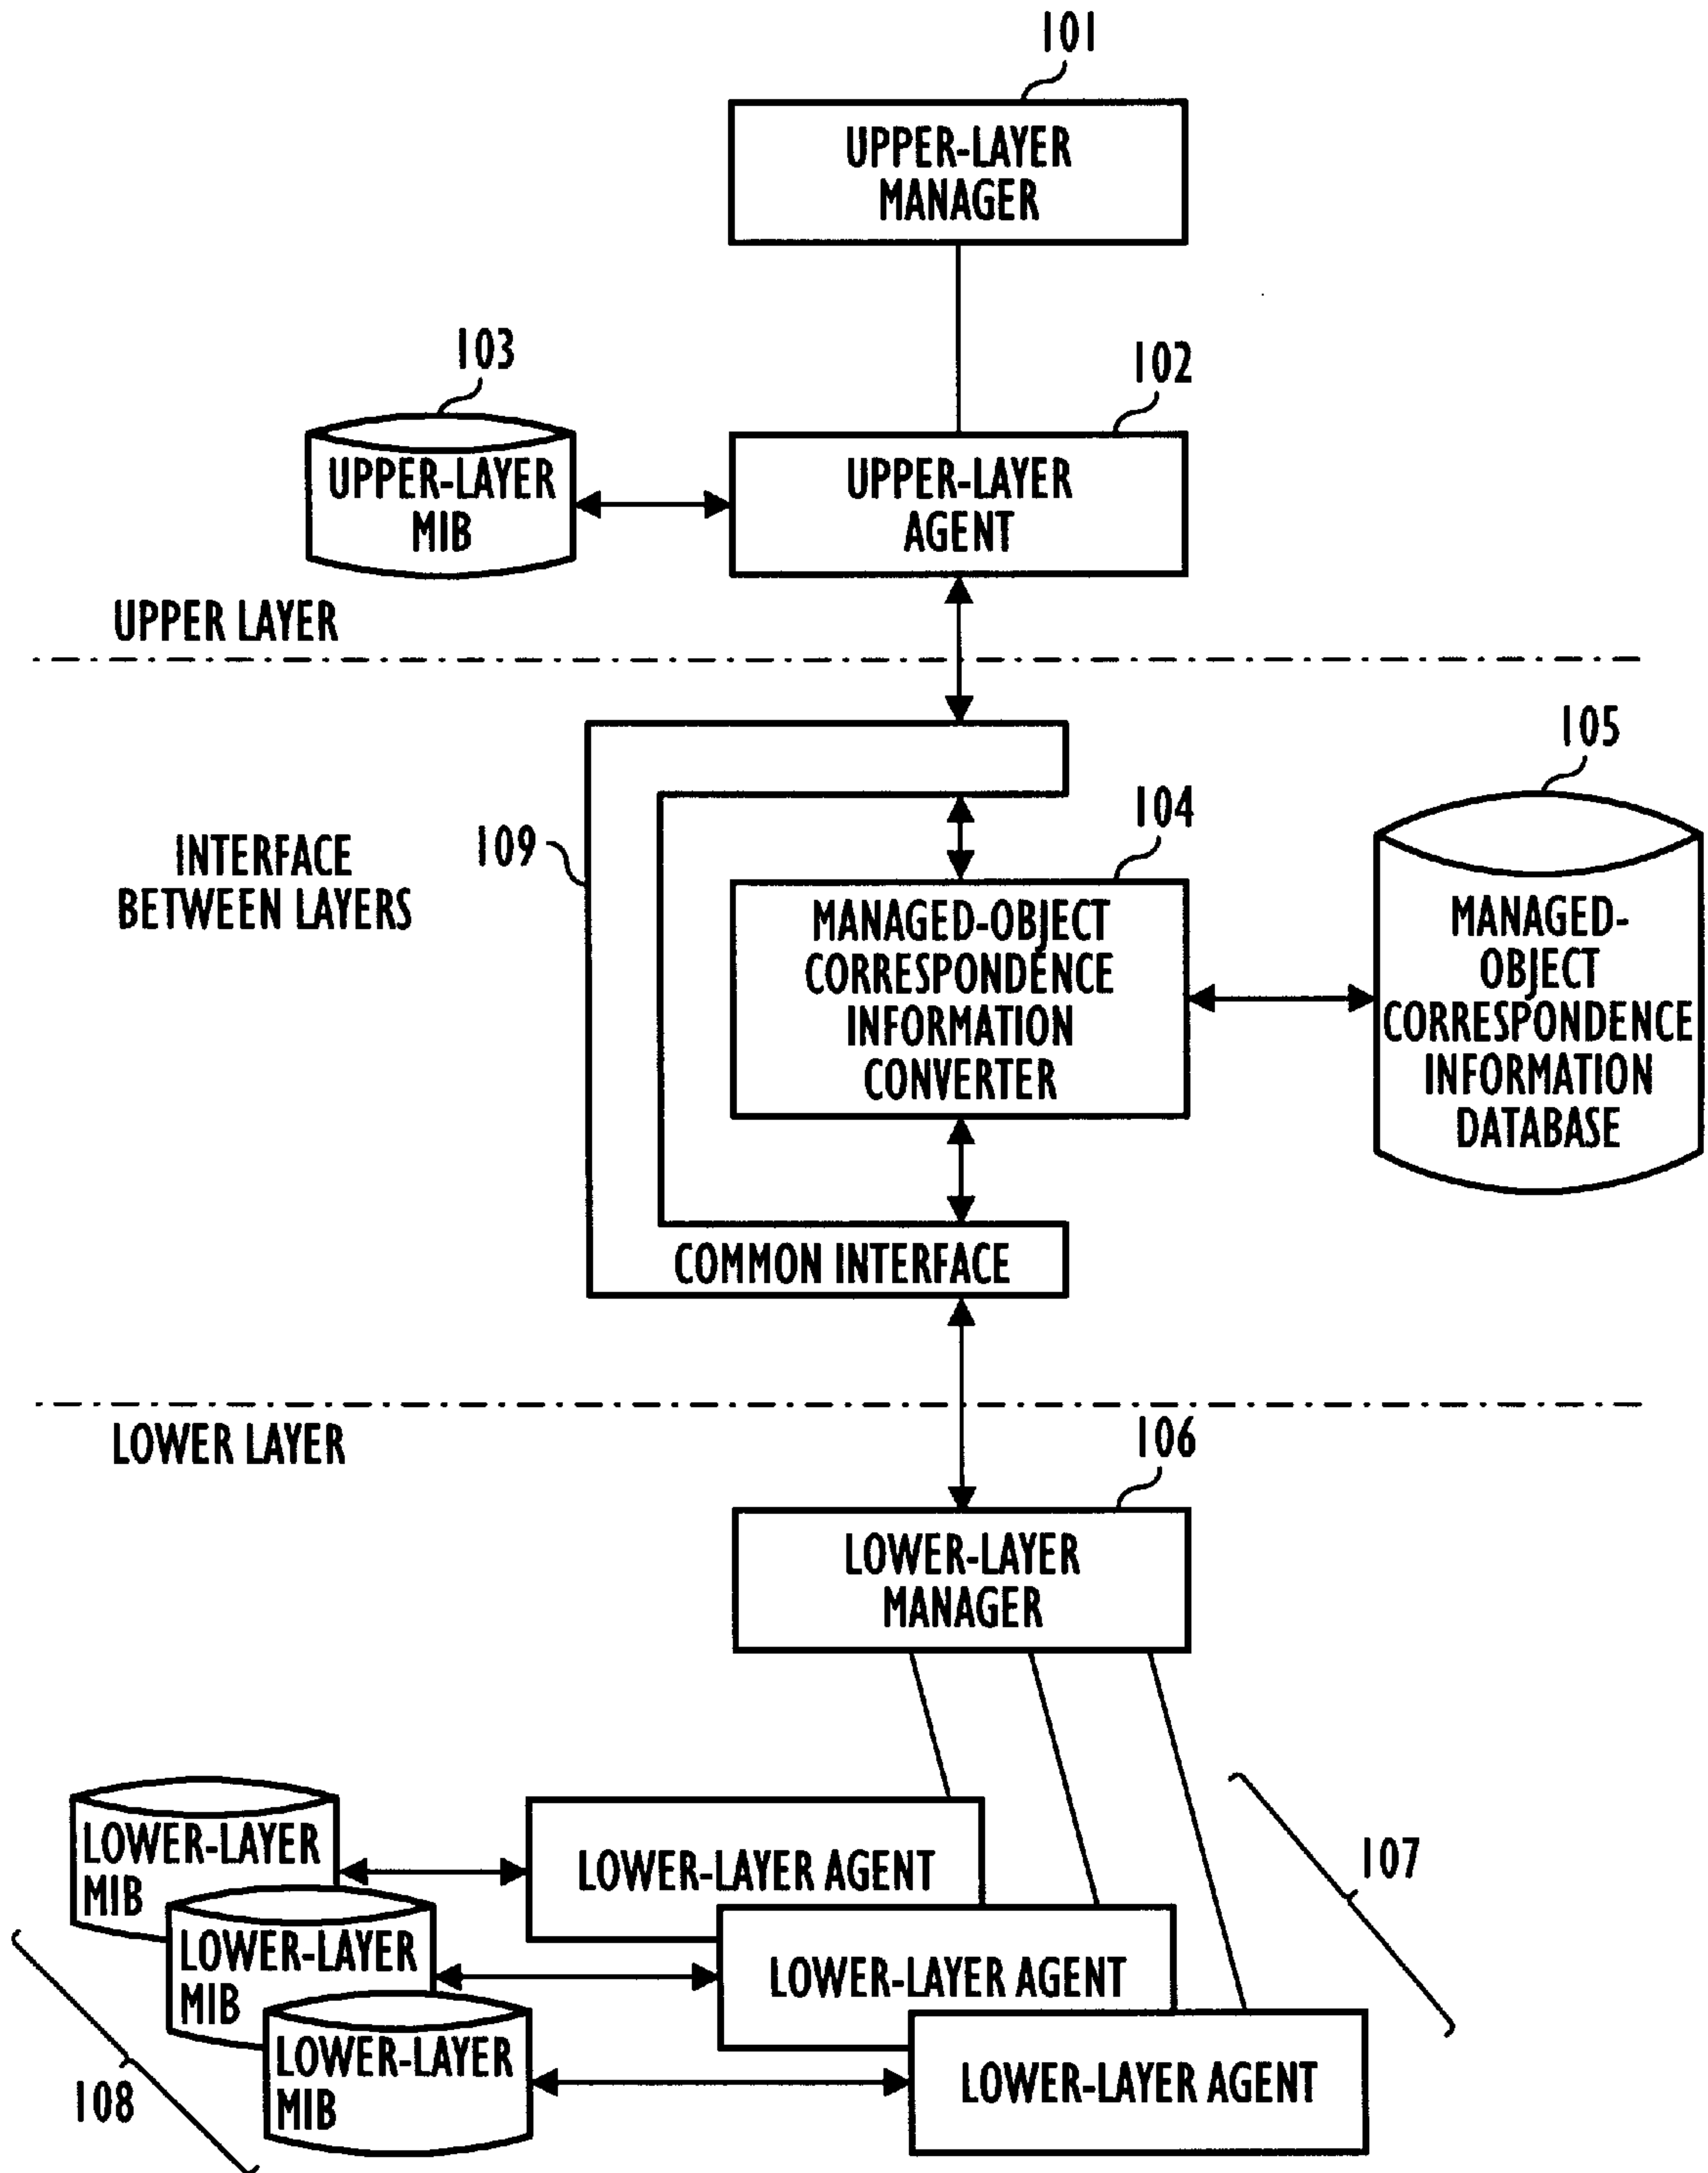 101
UPPER-LAYER
MANAGER
103
102
UPPER-LAYER
MIB
UPPER-LAYER
AGENT
UPPER LAYER
105
INTERFACE
BETWEEN LAYERS
109
104
MANAGED-OBJECT
CORRESPONDENCE
INFORMATION
CONVERTER
MANAGED-
OBJECT
CORRESPONDENCE
INFORMATION
DATABASE
COMMON INTERFACE
LOWER LAYER
106
LOWER-LAYER
MANAGER
107
LOWER-LAYER
MIB
LOWER-LAYER AGENT
LOWER-LAYER
MIB
LOWER-LAYER AGENT
LOWER-LAYER
MIB
LOWER-LAYER AGENT
108